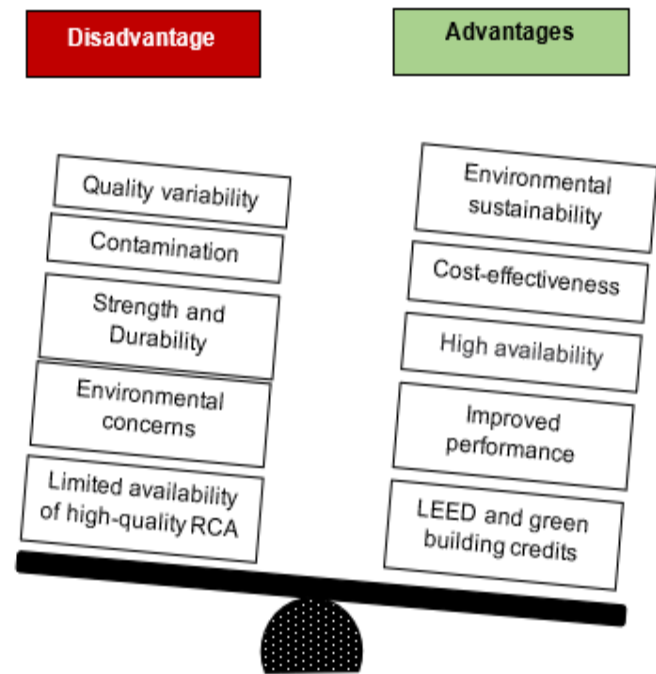 Disadvantage
Quality variability
Contamination
Strength and
Durability
Environmental
concerns
Limited availability
of high-quality RCA
Advantages
Environmental
sustainability
Cost-effectiveness
High availability
Improved
performance
LEED and green
building credits